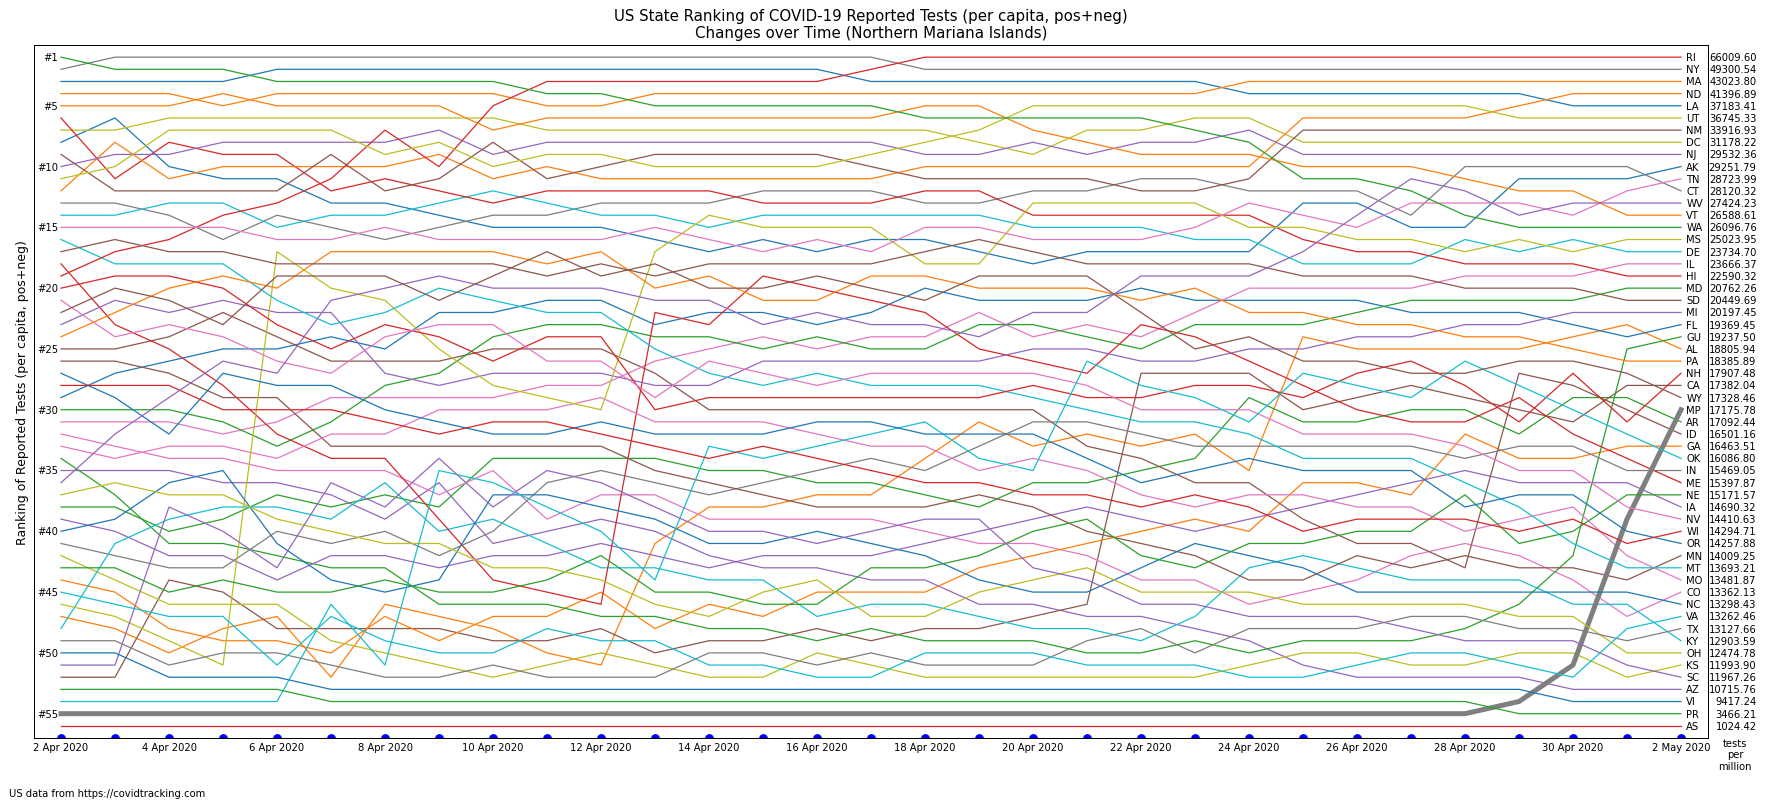 US State Ranking of COVID-19 Reported Tests (per capita, pos+neg)
Changes over Time (Northern Mariana Islands)
Ranking of Reported Tests (per capita, pos+neg)
#1
#5
#10
#15
#20
#25
#30
#35
#40
#45
#50
#55
RI 66009.60
NY 49300.54
MA 43023.80
ND 41396.89
LA 37183.41
UT 36745.33
NM 33916.93
DC 31178.22
NJ 29532.36
AK 29251.79
TN 28723.99
CT 28120.32
WV 27424.23
VT 26588.61
WA 26096.76
MS 25023.95
DE 23734.70
IL 23666.37
HI 22590.32
MD 20762.26
SD 20449.69
MI 20197.45
FL 19369.45
GU 19237.50
AL 18805.94
PA 18385.89
NH 17907.48
CA 17382.04
WY 17328.46
MP 17175.78
AR 17092.44
ID 16501.16
GA 16463.51
OK 16086.80
IN 15469.05
ME 15397.87
NE 15171.57
IA 14690.32
NV 14410.63
WI 14294.71
OR 14257.88
MN 14009.25
MT 13693.21
MO 13481.87
CO 13362.13
NC 13298.43
VA 13262.46
TX 13127.66
KY 12903.59
OH 12474.78
KS 11993.90
SC 11967.26
AZ 10715.76
VI 9417.24
PR 3466.21
AS 1024.42
2 Apr 2020 4 Apr 2020 6 Apr 2020 8 Apr 2020 10 Apr 2020 12 Apr 2020 14 Apr 2020 16 Apr 2020 18 Apr 2020 20 Apr 2020 22 Apr 2020 24 Apr 2020 26 Apr 2020 28 Apr 2020 30 Apr 2020 2 May 2020
tests
per
million
US data from https://covidtracking.com